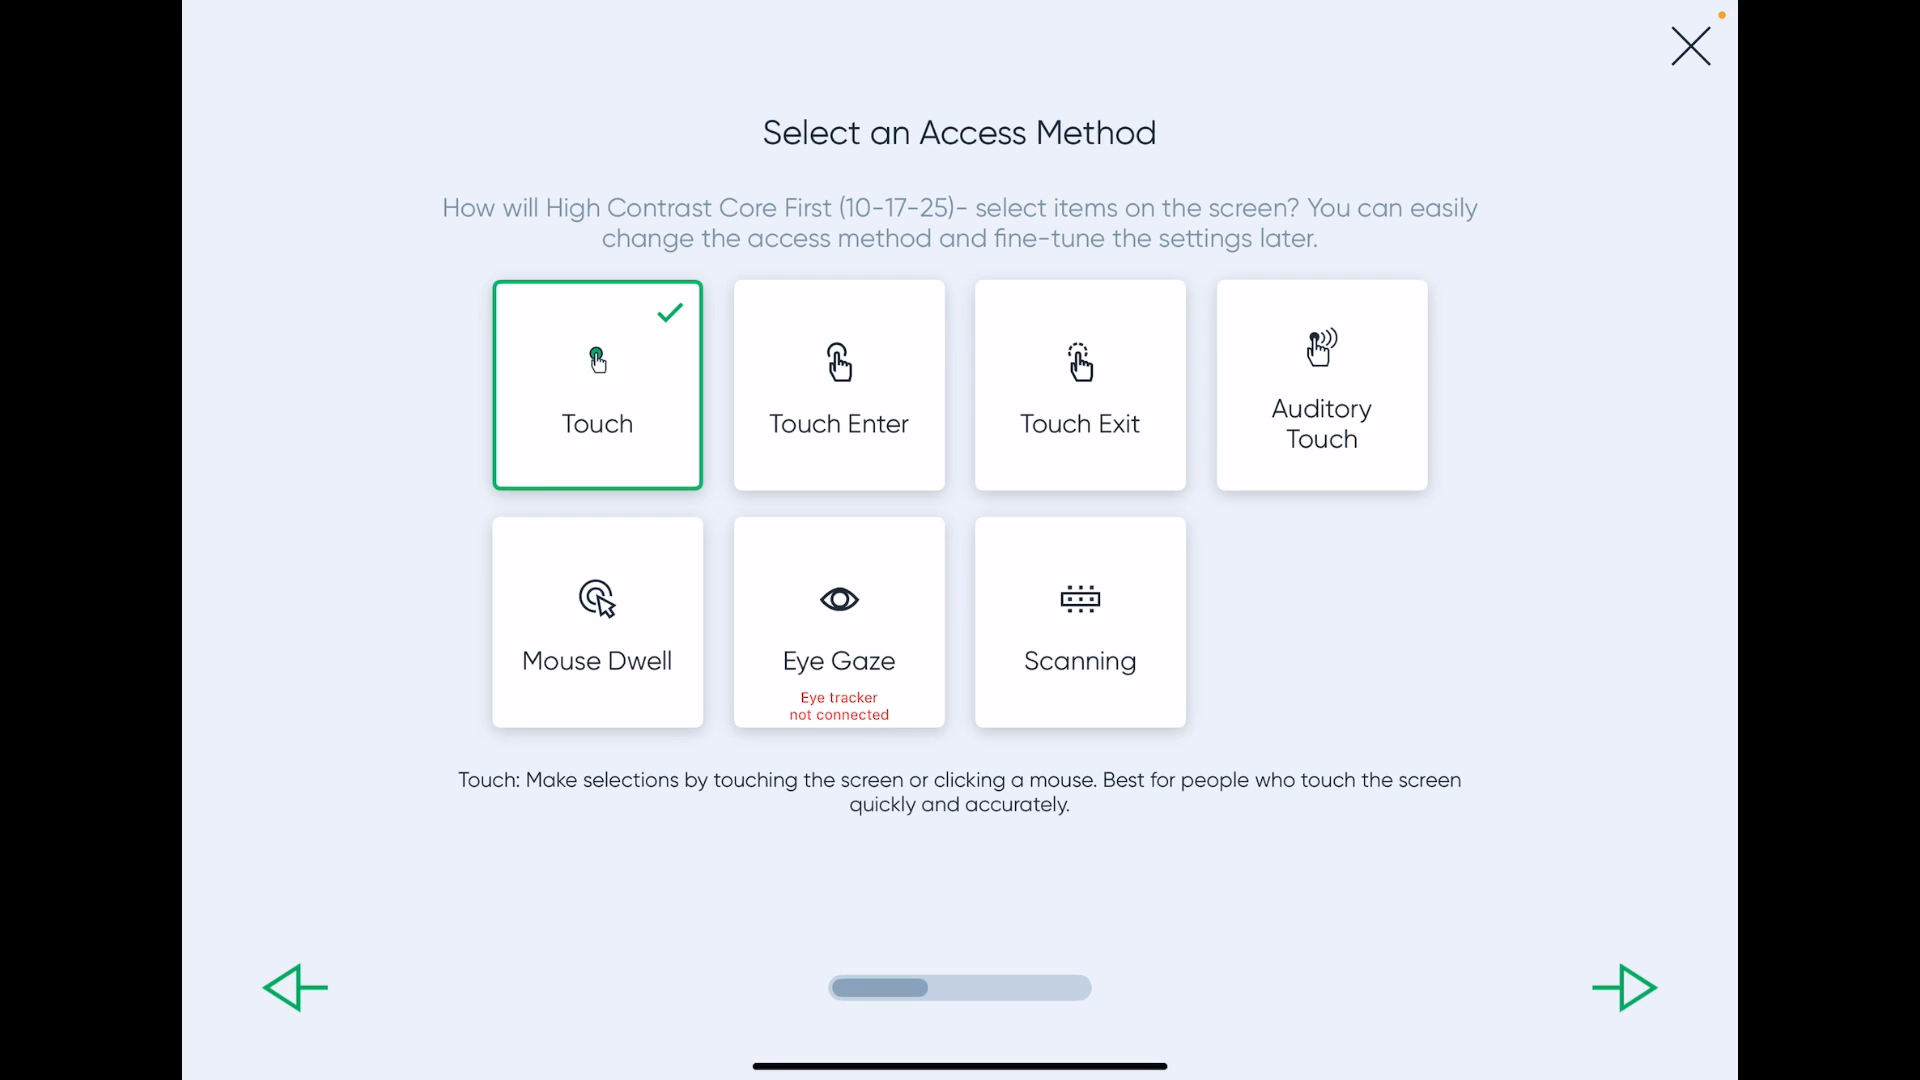 Select an Access Method
How will High Contrast Core First (10-17-25)- select items on the screen? You can easily
change the access method and fine-tune the settings later.
Touch
Touch Enter
Touch Exit
Auditory
Touch
Mouse Dwell
Eye Gaze
Eye tracker
not connected
Scanning
Touch: Make selections by touching the screen or clicking a mouse. Best for people who touch the screen
quickly and accurately.